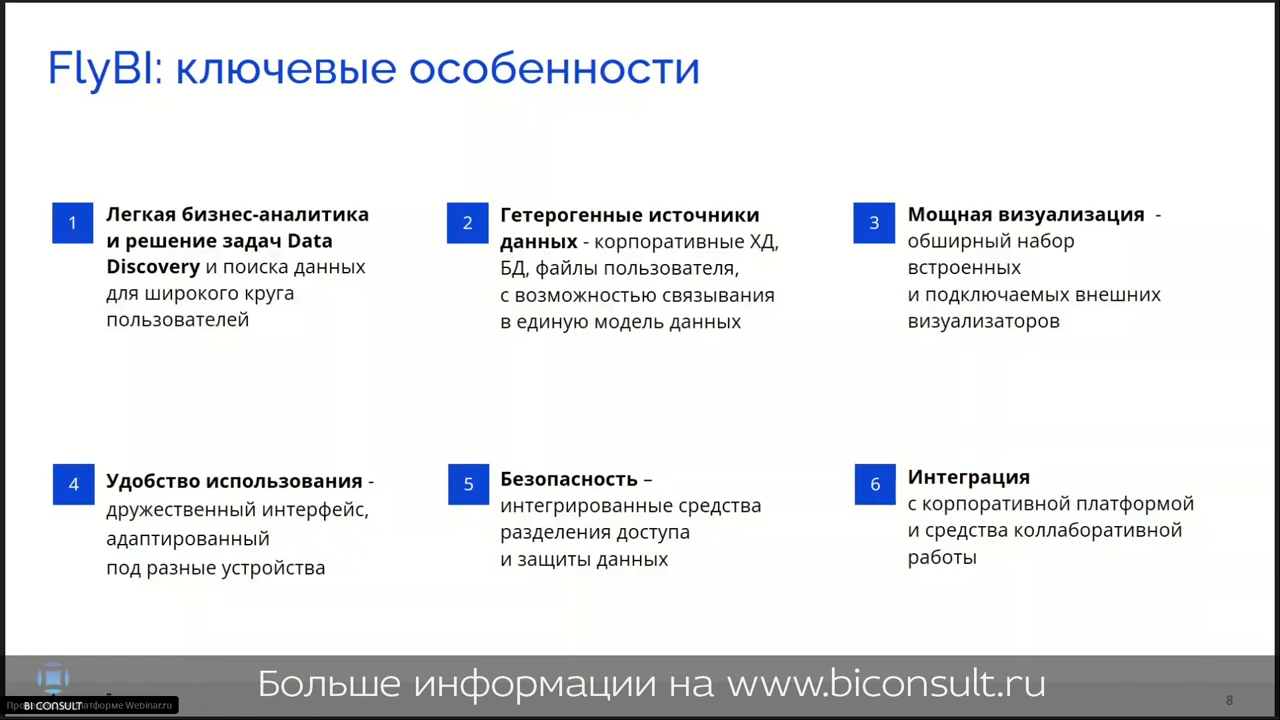 FlyBI: ключевые особенности
1
Легкая бизнес-аналитика
и решение задач Data
Discovery и поиска данных
для широкого круга
пользователей
2
Гетерогенные источники
данных - корпоративные ХД,
БД, файлы пользователя,
с возможностью связывания
в единую модель данных
3
Мощная визуализация -
обширный набор
встроенных
и подключаемых внешних
визуализаторов
4
Удобство использования -
дружественный интерфейс,
адаптированный
под разные устройства
5
Безопасность –
интегрированные средства
разделения доступа
и защиты данных
6
Интеграция
с корпоративной платформой
и средства коллаборативной
работы
Больше информации на www.biconsult.ru
BI CONSULT
Webinar.ru
8